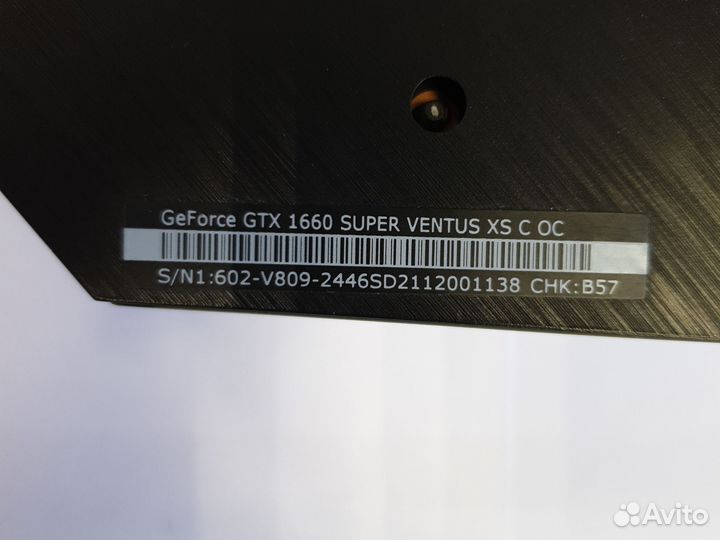 GeForce GTX 1660 SUPER VENTUS XS C OC
S/N1:602-V809-2446SD2112001138 CHK:B57
Avito